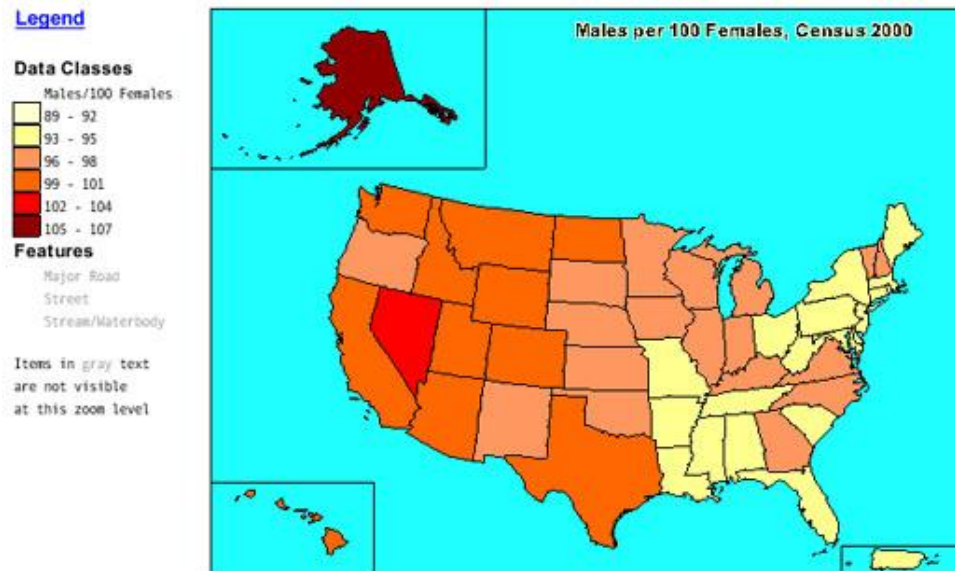 Legend
Males per 100 Females, Census 2000
Data Classes
Males/100 Females
89 - 92
93 - 95
96 - 98
99 - 101
102 - 104
105 - 107
Features
Major Road
Street
Stream/Waterbody
Items in gray text
are not visible
at this zoom level